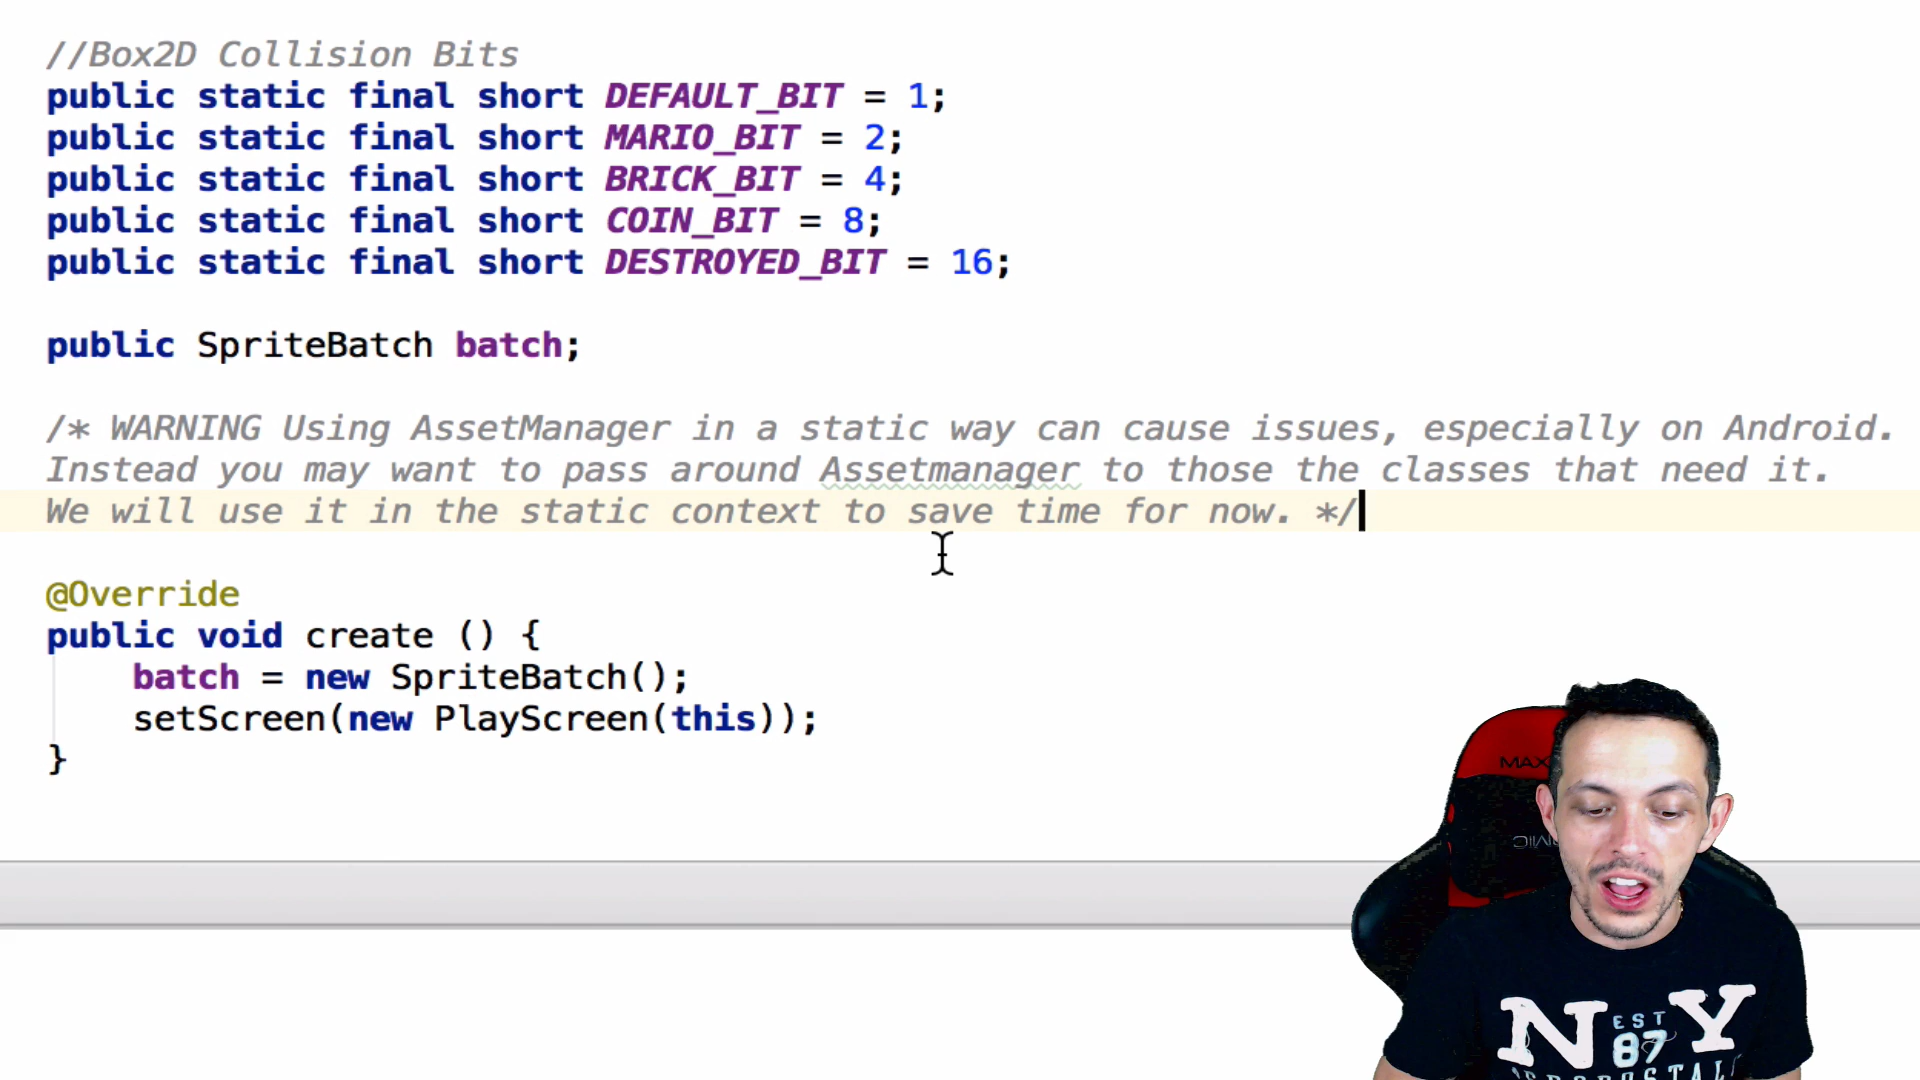 //Box2D Collision Bits
public static final short DEFAULT_BIT = 1;
public static final short MARIO_BIT = 2;
public static final short BRICK_BIT = 4;
public static final short COIN_BIT = 8;
public static final short DESTROYED_BIT = 16;
public SpriteBatch batch;
/* WARNING Using AssetManager in a static way can cause issues, especially on Android.
Instead you may want to pass around Assetmanager to those the classes that need it.
We will use it in the static context to save time for now. */
@Override
public void create () {
batch = new SpriteBatch();
setScreen(new PlayScreen(this));
}
MAX
NY
EST
87